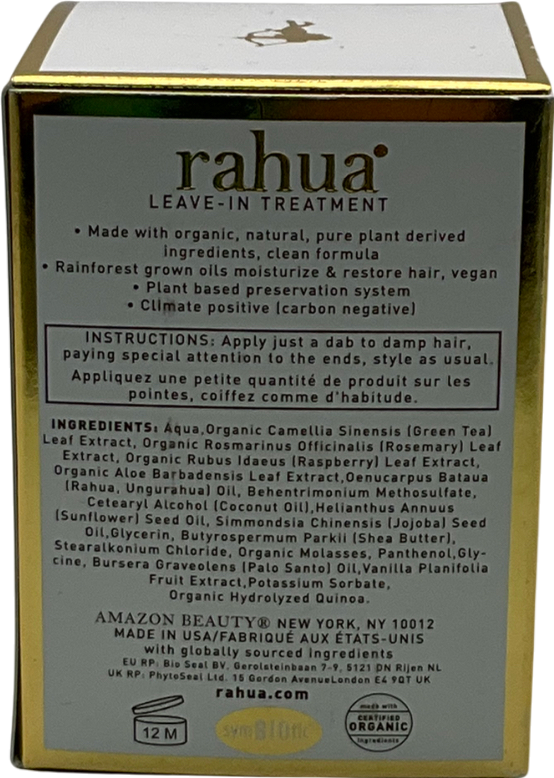 rahua
LEAVE-IN TREATMENT
• Made with organic, natural, pure plant derived
ingredients, clean formula
• Rainforest grown oils moisturize & restore hair, vegan
• Plant based preservation system
• Climate positive (carbon negative)
INSTRUCTIONS: Apply just a dab to damp hair,
paying special attention to the ends, style as usual.
Appliquez une petite quantité de produit sur les
pointes, coiffez comme d'habitude.
INGREDIENTS: Aqua,Organic Camellia Sinensis (Green Tea)
Leaf Extract, Organic Rosmarinus Officinalis (Rosemary) Leaf
Extract, Organic Rubus Idaeus (Raspberry) Leaf Extract,
Organic Aloe Barbadensis Leaf Extract,Oenucarpus Bataua
(Rahua, Ungurahua) Oil, Behentrimonium Methosulfate,
Cetearyl Alcohol (Coconut Oil),Helianthus Annuus
(Sunflower) Seed Oil, Simmondsia Chinensis (Jojoba) Seed
Oil,Glycerin, Butyrospermum Parkii (Shea Butter),
Stearalkonium Chloride, Organic Molasses, Panthenol,Gly-
cine, Bursera Graveolens (Palo Santo) Oil,Vanilla Planifolia
Fruit Extract,Potassium Sorbate,
Organic Hydrolyzed Quinoa.
AMAZON BEAUTY® NEW YORK, NY 10012
MADE IN USA/FABRIQUÉ AUX ÉTATS-UNIS
with globally sourced ingredients
EU RP: Bio Seal BV, Gerolsteinbaan 7-9, 5121 DN Rijen NL
UK RP: PhytoSeal Ltd. 15 Gordon AvenueLondon E4 9QT UK
rahua.com
12 M
symBIOtic
made with
CERTIFIED
ORGANIC
ingredients